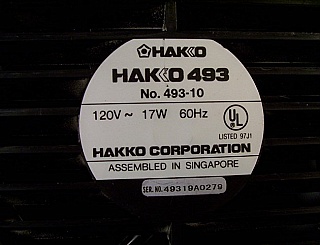 HAKKO
HAKKO 493
No. 493-10
120V ~ 17W 60Hz
UL
LISTED 97J1
HAKKO CORPORATION
ASSEMBLED IN SINGAPORE
SER. NO. 49319A0279